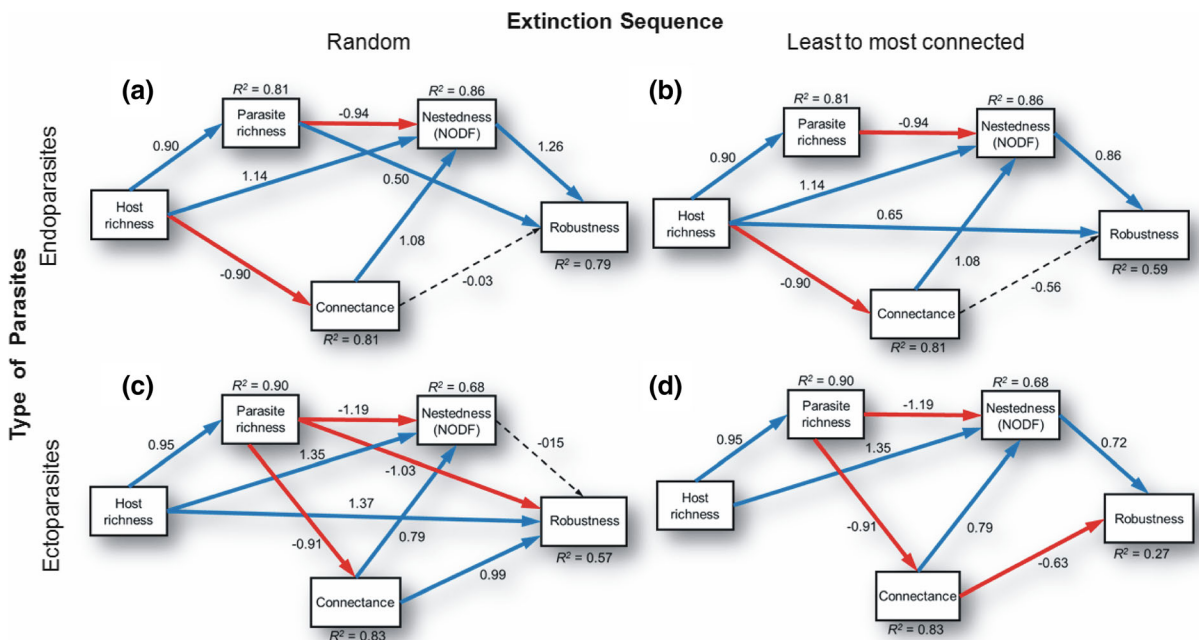 Extinction Sequence
Random
Least to most connected
Type of Parasites
Endoparasites
Ectoparasites
(a)
R² = 0.81
Parasite
richness
-0.94
R² = 0.86
Nestedness
(NODF)
0.90
1.14
0.50
1.26
Host
richness
1.08
Robustness
R² = 0.79
-0.90
-0.03
Connectance
R² = 0.81
(b)
R² = 0.81
Parasite
richness
-0.94
R² = 0.86
Nestedness
(NODF)
0.90
1.14
0.86
Host
richness
0.65
Robustness
R² = 0.59
-0.90
1.08
-0.56
Connectance
R² = 0.81
(c)
R² = 0.90
Parasite
richness
-1.19
R² = 0.68
Nestedness
(NODF)
0.95
1.35
-1.03
-015
Host
richness
1.37
Robustness
R² = 0.57
-0.91
0.79
0.99
Connectance
R² = 0.83
(d)
R² = 0.90
Parasite
richness
-1.19
R² = 0.68
Nestedness
(NODF)
0.95
1.35
0.72
Host
richness
Robustness
R² = 0.27
-0.91
0.79
-0.63
Connectance
R² = 0.83